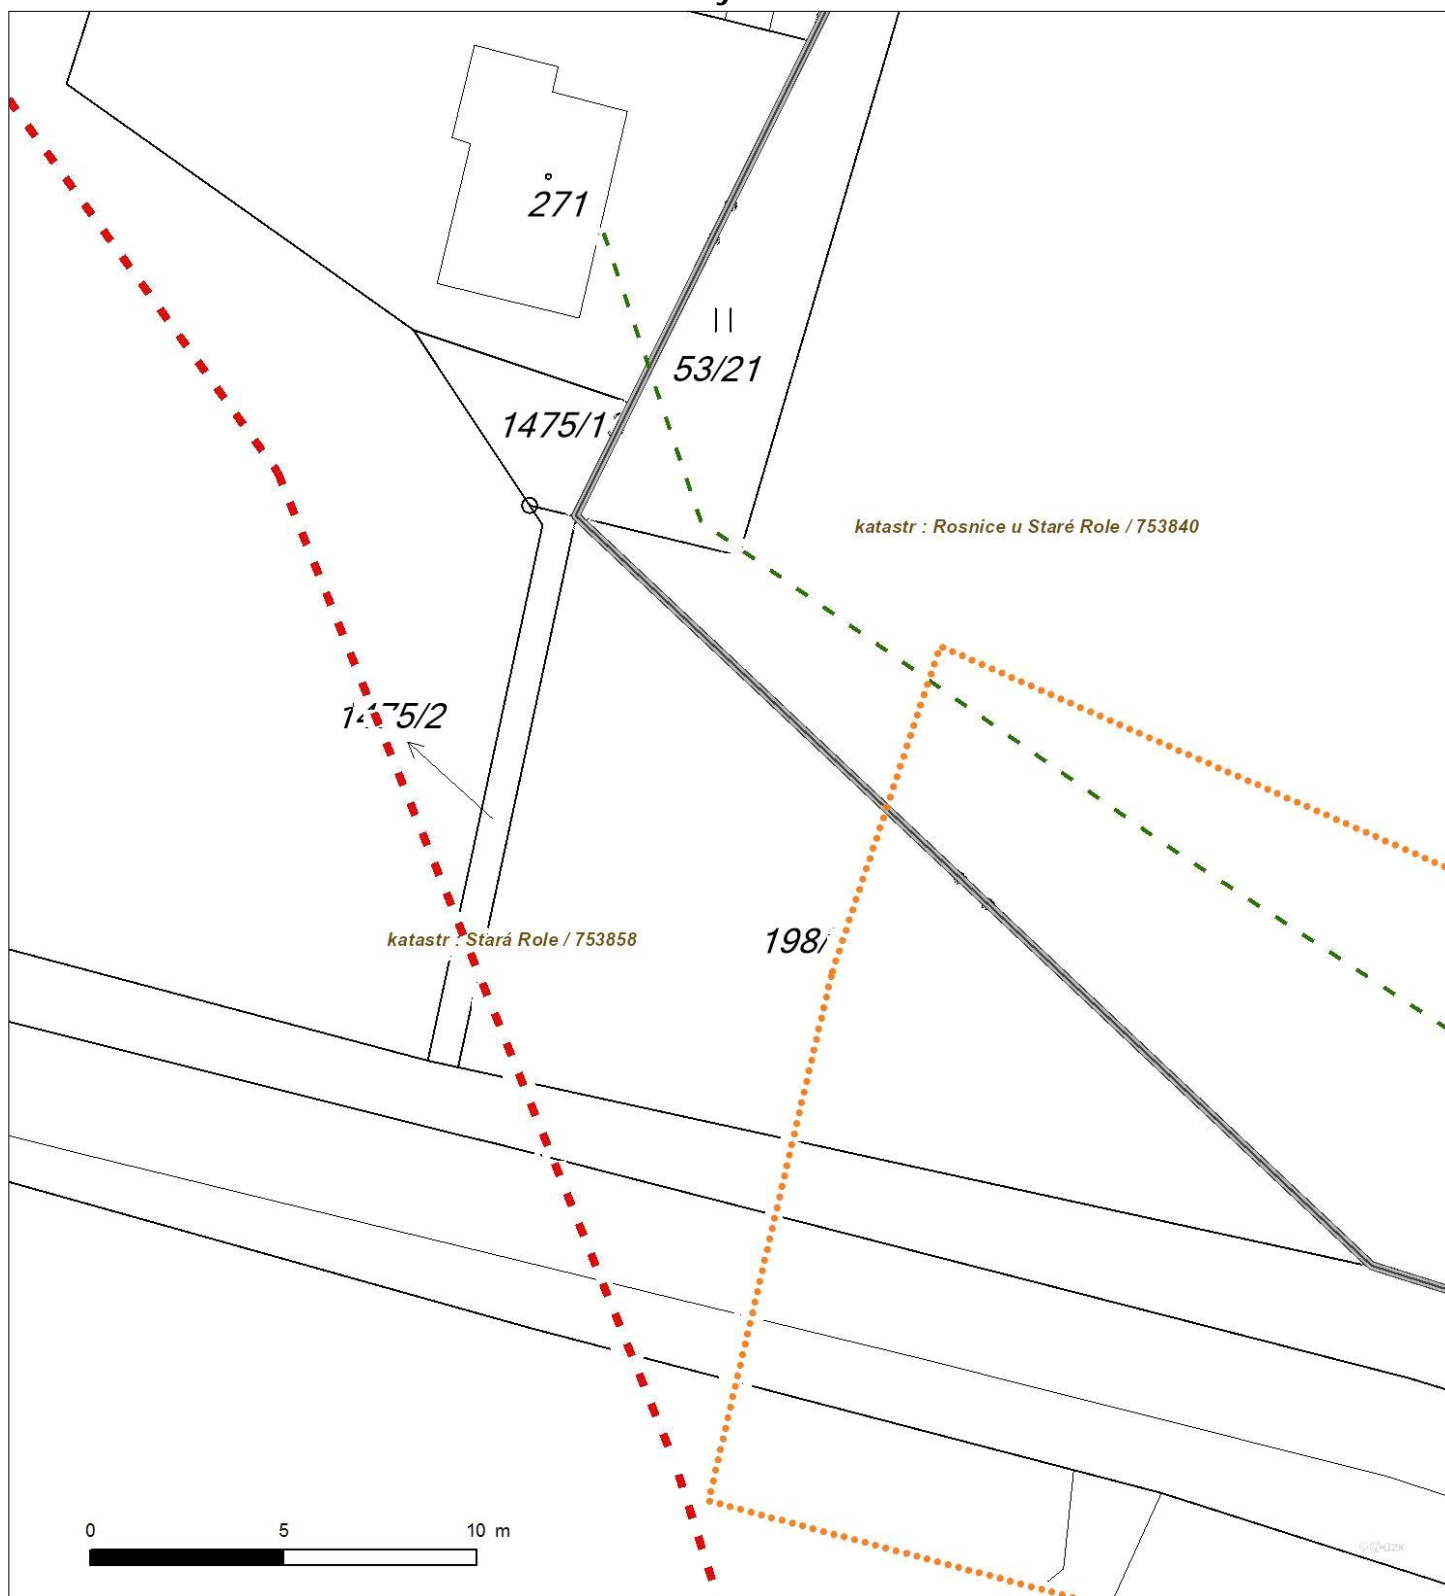 271
53/21
1475/1
katastr : Rosnice u Staré Role / 753840
1475/2
katastr : Stará Role / 753858
198/
0 5 10 m